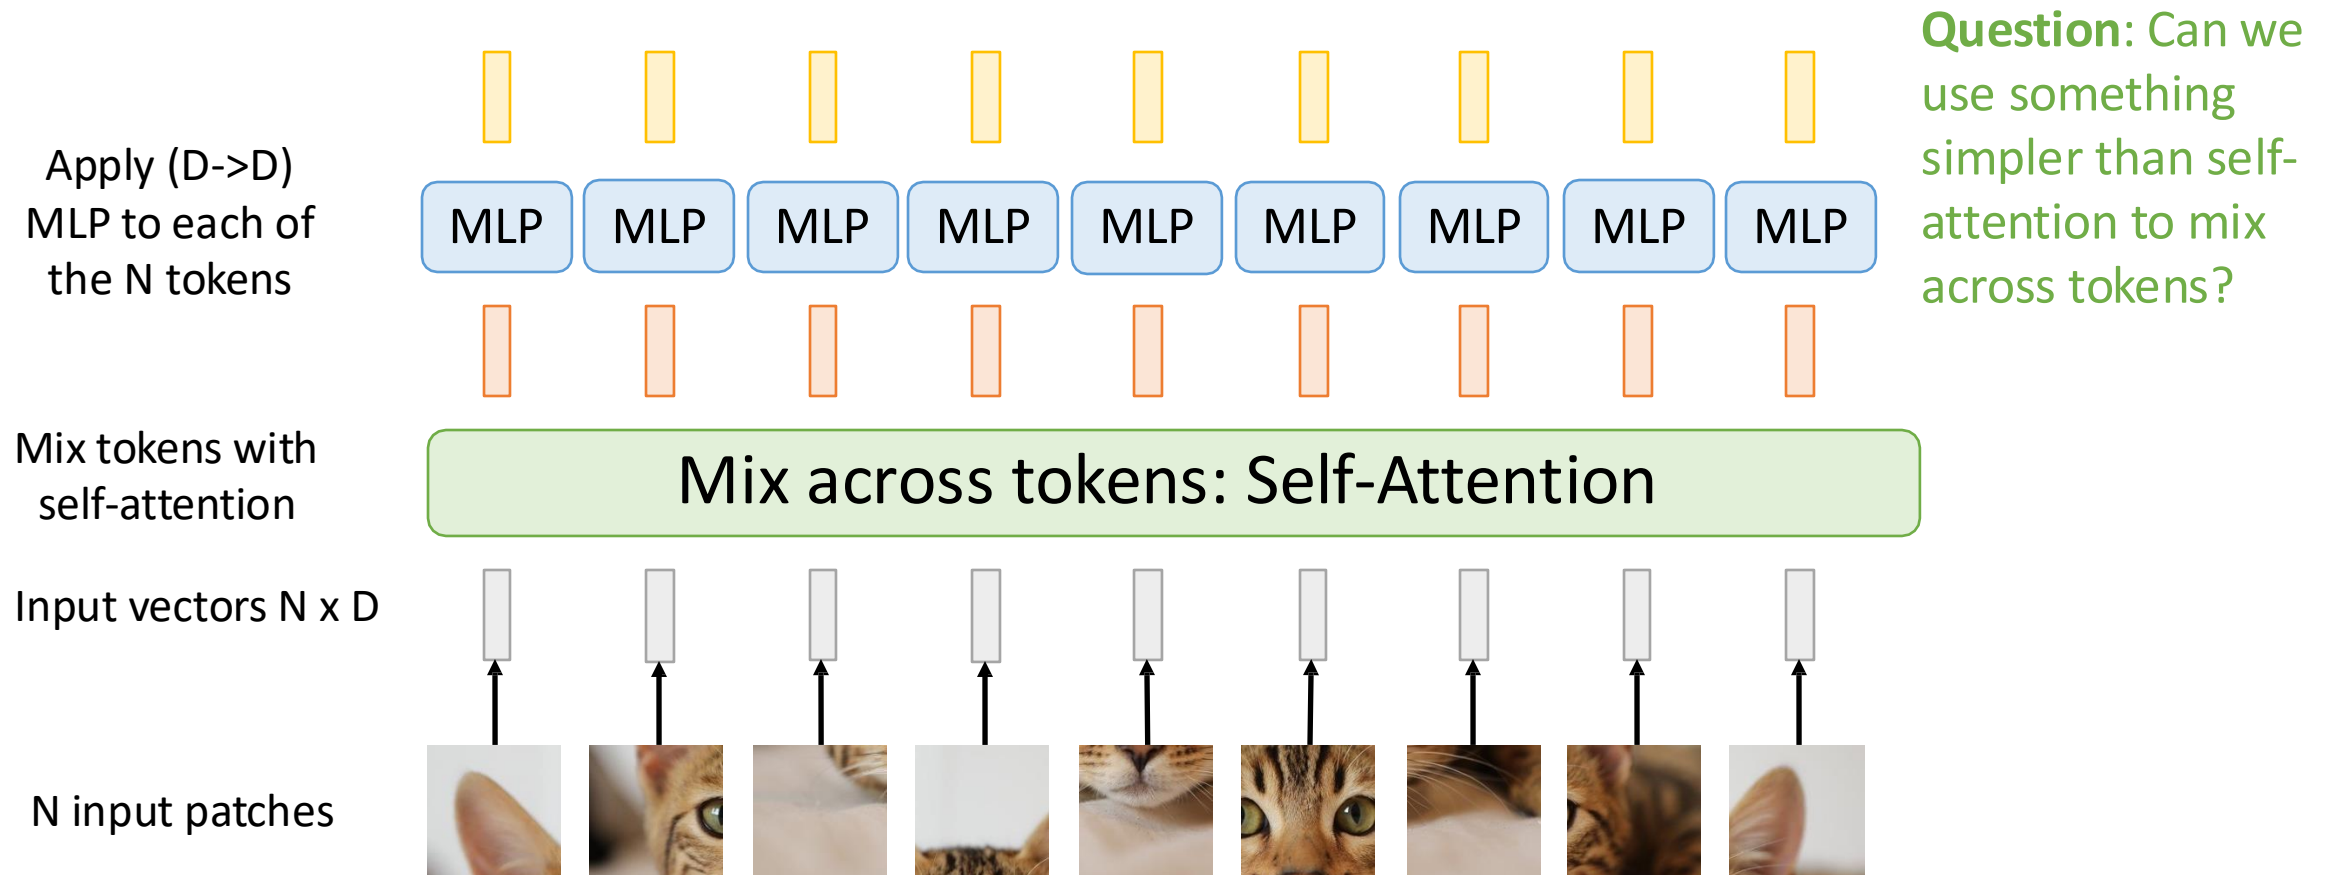 Question: Can we
use something
simpler than self-
attention to mix
across tokens?
Apply (D->D)
MLP to each of
the N tokens
MLP MLP MLP MLP MLP MLP MLP MLP MLP
Mix tokens with
self-attention
Mix across tokens: Self-Attention
Input vectors N x D
N input patches